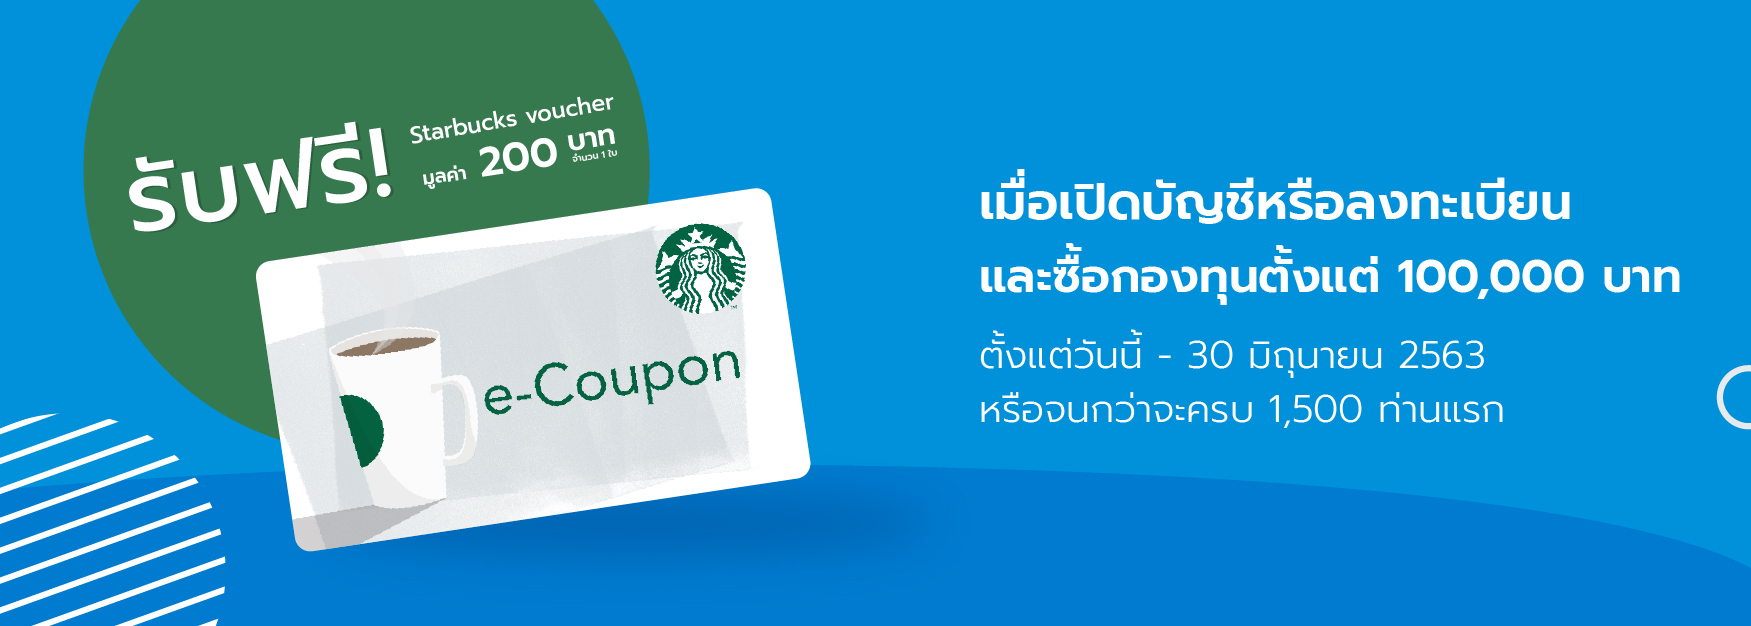 รับฟรี!
Starbucks voucher
มูลค่า 200 บาท
จำนวน 1 ใบ
e-Coupon
TM
เมื่อเปิดบัญชีหรือลงทะเบียน
และซื้อกองทุนตั้งแต่ 100,000 บาท
ตั้งแต่วันนี้ - 30 มิถุนายน 2563
หรือจนกว่าจะครบ 1,500 ท่านแรก